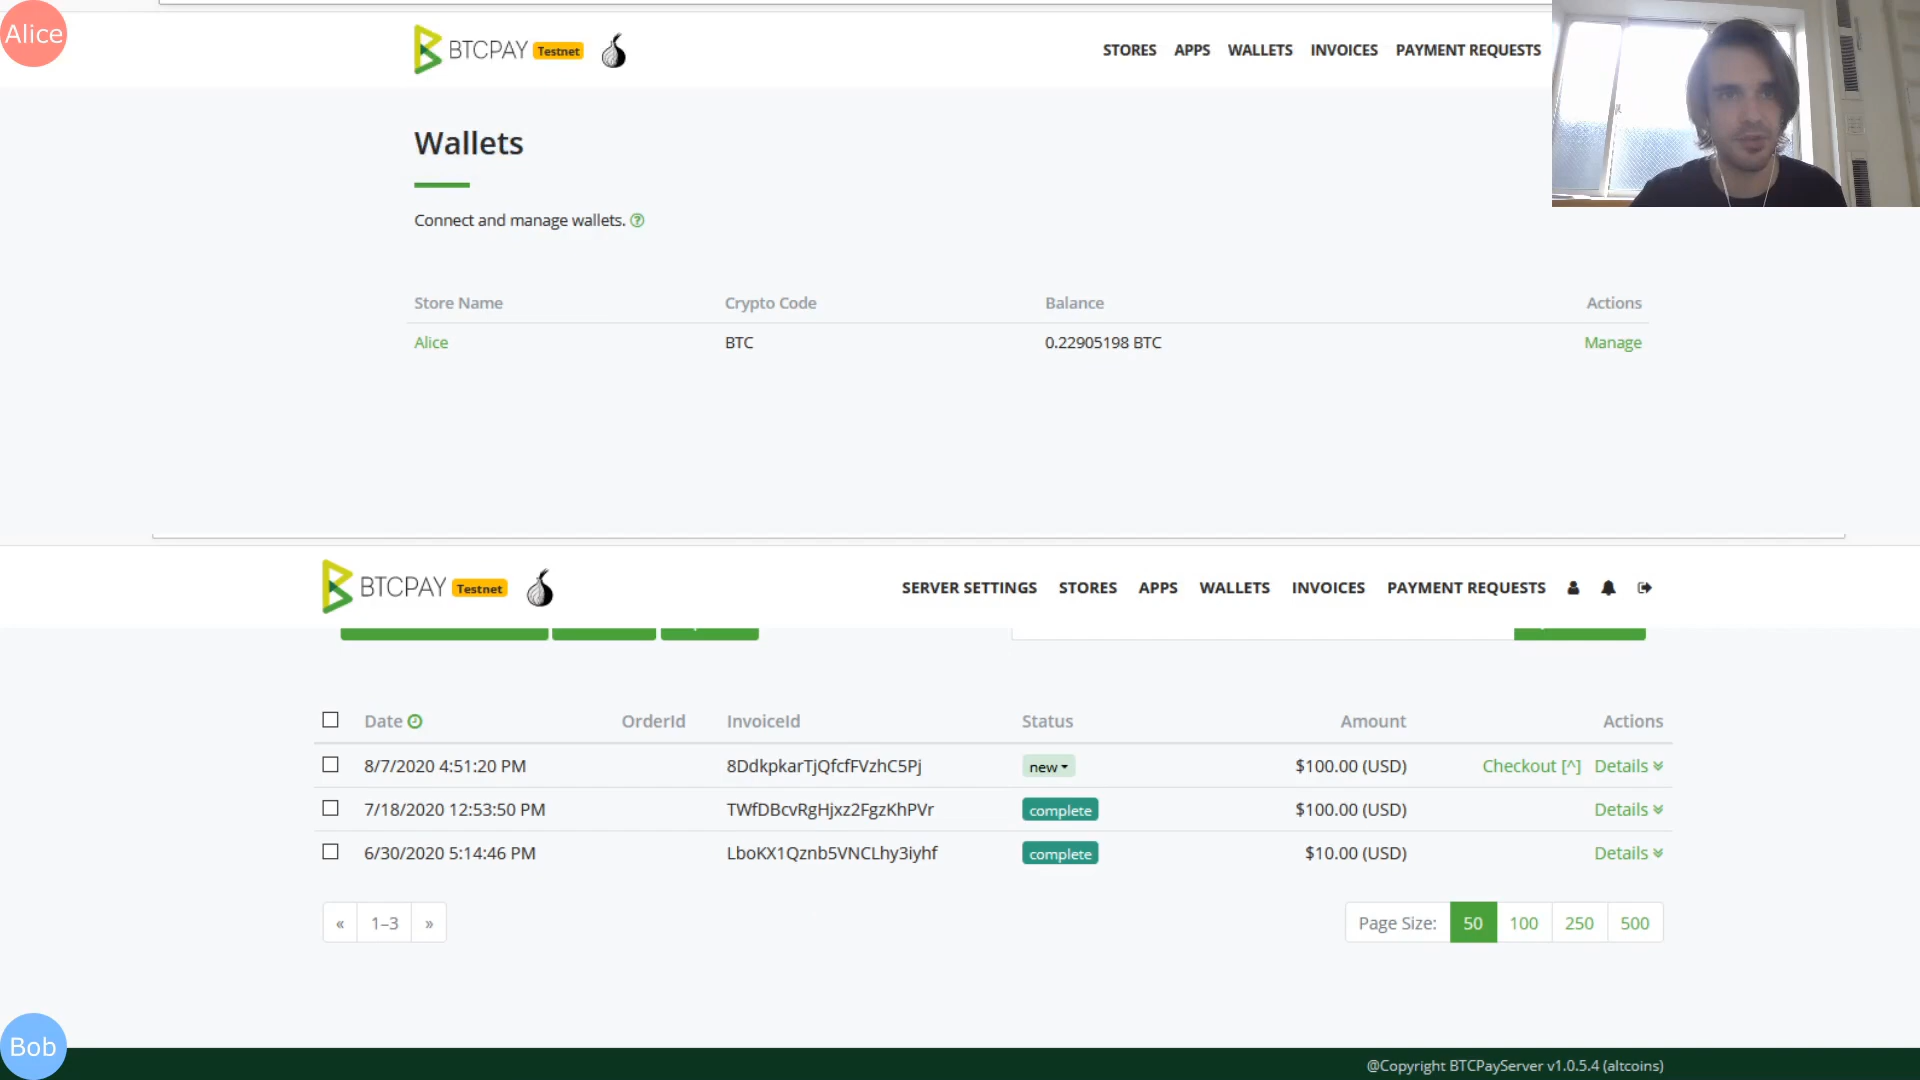 Alice
BTCPAY Testnet
STORES APPS WALLETS INVOICES PAYMENT REQUESTS
Wallets
Connect and manage wallets.
Store Name Crypto Code Balance Actions
Alice BTC 0.22905198 BTC Manage
BTCPAY Testnet
SERVER SETTINGS STORES APPS WALLETS INVOICES PAYMENT REQUESTS
Date OrderId InvoiceId Status Amount Actions
8/7/2020 4:51:20 PM 8DdkpkarTjQfcfFVzhC5Pj new $100.00 (USD) Checkout [^] Details
7/18/2020 12:53:50 PM TWfDBcvRgHjxz2FgzKhPVr complete $100.00 (USD) Details
6/30/2020 5:14:46 PM LboKX1Qznb5VNCLhy3iyhf complete $10.00 (USD) Details
« 1–3 » Page Size: 50 100 250 500
Bob
@Copyright BTCPayServer v1.0.5.4 (altcoins)